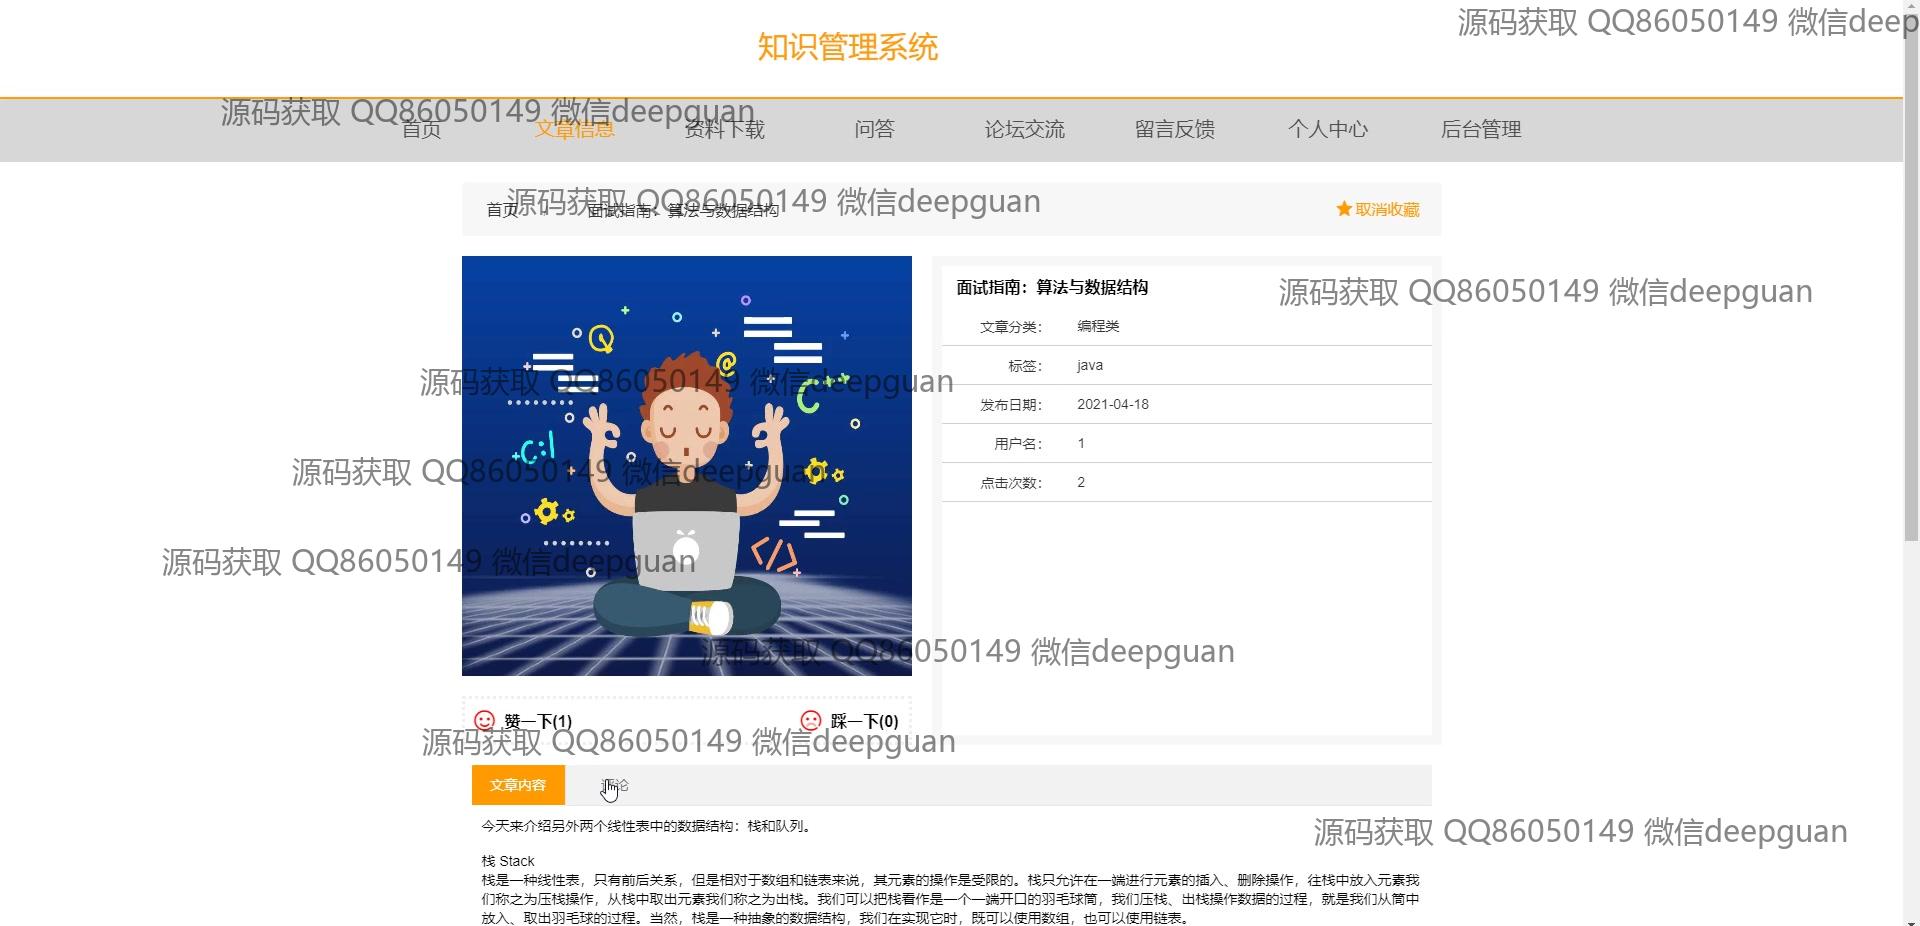 源码获取 QQ86050149 微信deep
知识管理系统
源码获取 QQ86050149 微信deepguan
首页 文章信息 资料下载 问答 论坛交流 留言反馈 个人中心 后台管理
源码获取 QQ86050149 微信deepguan
首页 面试指南：算法与数据结构 取消收藏
面试指南：算法与数据结构
源码获取 QQ86050149 微信deepguan
文章分类： 编程类
标签： java
源码获取 QQ86050149 微信deepguan
发布日期： 2021-04-18
用户名： 1
C:\
C++
@
源码获取 QQ86050149 微信deepguan
点击次数： 2
</>
源码获取 QQ86050149 微信deepguan
源码获取 QQ86050149 微信deepguan
赞一下(1) 踩一下(0)
源码获取 QQ86050149 微信deepguan
文章内容 评论
今天来介绍另外两个线性表中的数据结构：栈和队列。
源码获取 QQ86050149 微信deepguan
栈 Stack
栈是一种线性表，只有前后关系，但是相对于数组和链表来说，其元素的操作是受限的。栈只允许在一端进行元素的插入、删除操作，往栈中放入元素我
们称之为压栈操作，从栈中取出元素我们称之为出栈。我们可以把栈看作是一个一端开口的羽毛球筒，我们压栈、出栈操作数据的过程，就是我们从筒中
放入、取出羽毛球的过程。当然，栈是一种抽象的数据结构，我们在实现它时，既可以使用数组，也可以使用链表。